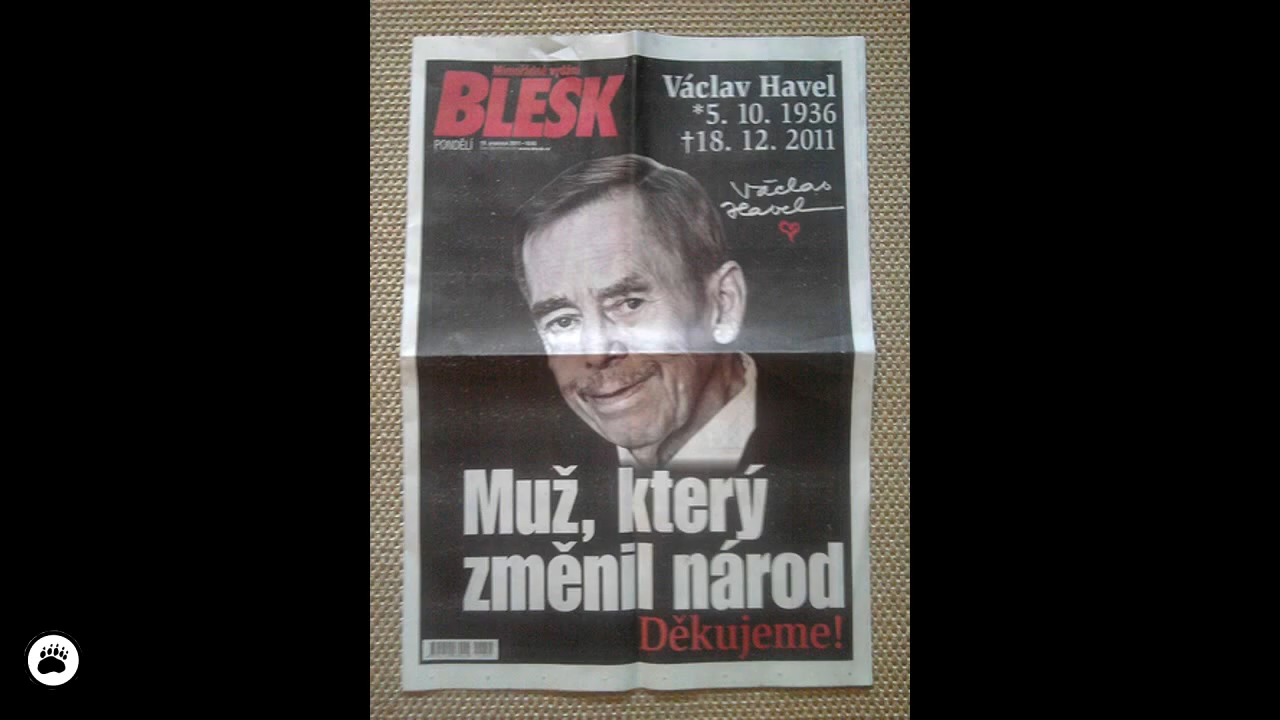 Mimořádné vydání
BLESK
PONDĚLÍ
Václav Havel
*5. 10. 1936
†18. 12. 2011
Václav
Havel
Muž, který
změnil národ
Děkujeme!